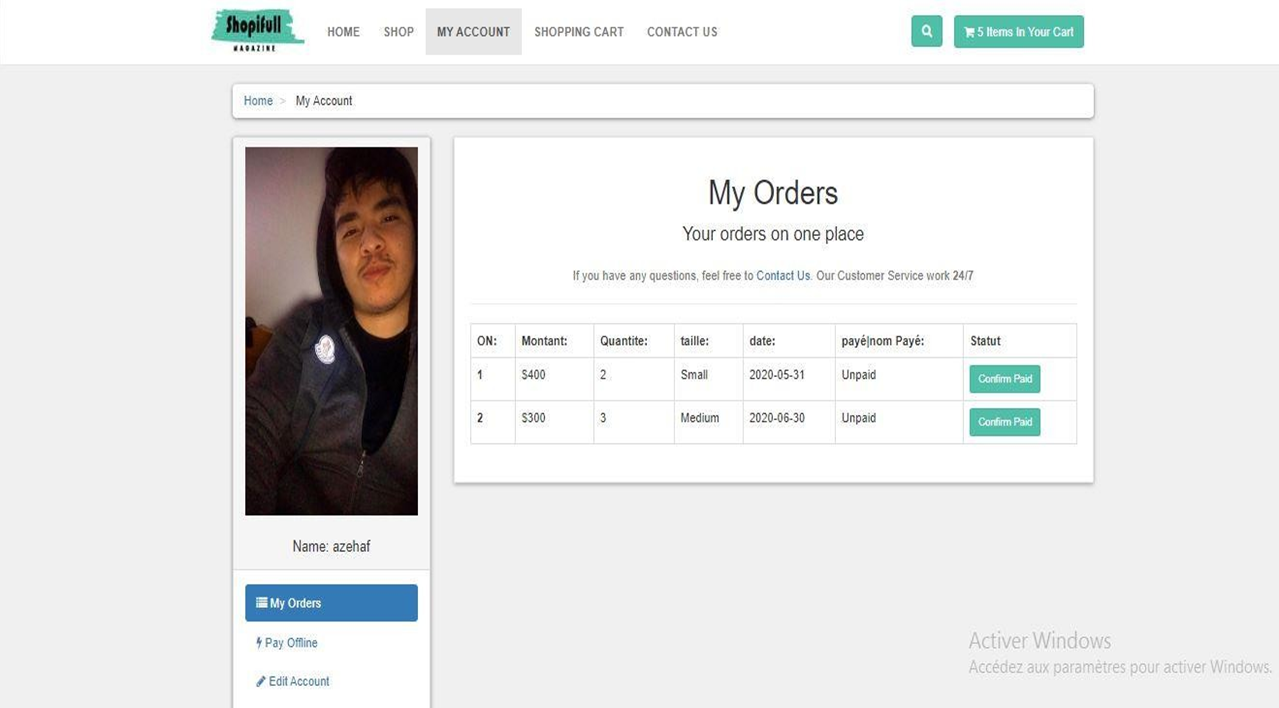 Shopifull
MAGAZINE
HOME SHOP MY ACCOUNT SHOPPING CART CONTACT US
5 Items In Your Cart
Home > My Account
My Orders
Your orders on one place
If you have any questions, feel free to Contact Us. Our Customer Service work 24/7
ON: Montant: Quantite: taille: date: payé|nom Payé: Statut
1 $400 2 Small 2020-05-31 Unpaid Confirm Paid
2 $300 3 Medium 2020-06-30 Unpaid Confirm Paid
Name: azehaf
My Orders
Pay Offline
Edit Account
Activer Windows
Accédez aux paramètres pour activer Windows.